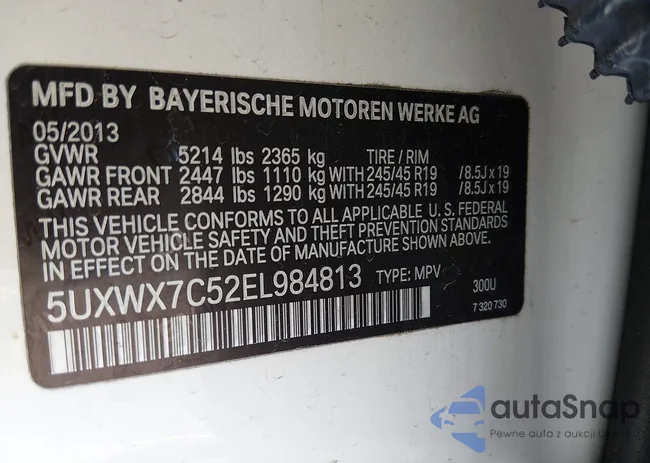 MFD BY BAYERISCHE MOTOREN WERKE AG
05/2013
GVWR 5214 lbs 2365 kg TIRE / RIM
GAWR FRONT 2447 lbs 1110 kg WITH 245/45 R19 /8.5J x 19
GAWR REAR 2844 lbs 1290 kg WITH 245/45 R19 /8.5J x 19
THIS VEHICLE CONFORMS TO ALL APPLICABLE U. S. FEDERAL
MOTOR VEHICLE SAFETY AND THEFT PREVENTION STANDARDS
IN EFFECT ON THE DATE OF MANUFACTURE SHOWN ABOVE.
5UXWX7C52EL984813 TYPE: MPV 300U
7 320 730
autaSnap
Pewne auta z aukcji